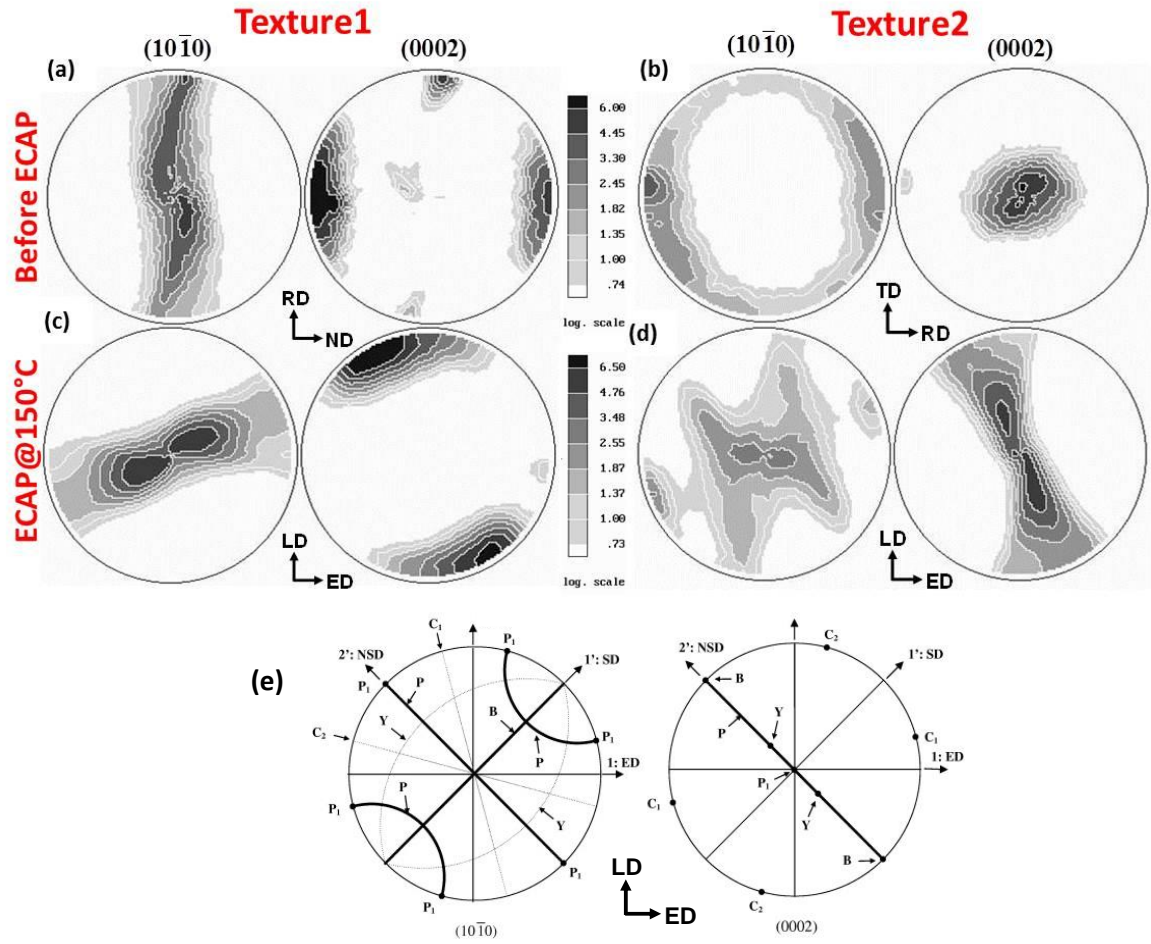 Texture1
Texture2
(101̄0)
(0002)
(101̄0)
(0002)
Before ECAP
(a)
6.00
4.45
3.30
2.45
1.82
1.35
1.00
.74
log. scale
RD
ND
(b)
TD
RD
ECAP@150°C
(c)
6.50
4.76
3.48
2.55
1.87
1.37
1.00
.73
log. scale
LD
ED
(d)
LD
ED
(e)
C₁
P₁
2': NSD
1': SD
P₁
P
B
Y
C₂
P
P₁
1: ED
P
P₁
Y
P₁
P₁
(101̄0)
LD
ED
C₂
2': NSD
1': SD
B
Y
P
C₁
P₁
1: ED
C₁
Y
B
C₂
(0002)